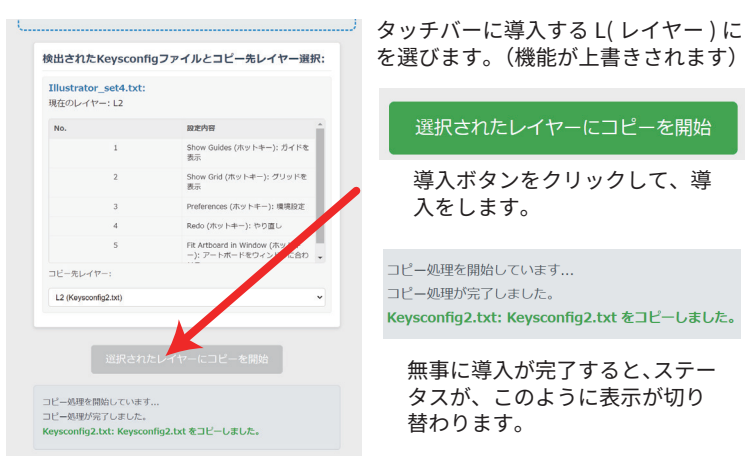 検出されたKeysconfigファイルとコピー先レイヤー選択:
Illustrator_set4.txt:
現在のレイヤー: L2
No. 設定内容
1 Show Guides (ホットキー): ガイドを
表示
2 Show Grid (ホットキー): グリッドを
表示
3 Preferences (ホットキー): 環境設定
4 Redo (ホットキー): やり直し
5 Fit Artboard in Window (ホッ
ー): アートボードをウィン に合わ
コピー先レイヤー:
L2 (Keysconfig2.txt)
選択されたレイヤーにコピーを開始
コピー処理を開始しています...
コピー処理が完了しました。
Keysconfig2.txt: Keysconfig2.txt をコピーしました。
タッチバーに導入する L( レイヤー ) に
を選びます。（機能が上書きされます）
選択されたレイヤーにコピーを開始
導入ボタンをクリックして、導
入をします。
コピー処理を開始しています...
コピー処理が完了しました。
Keysconfig2.txt: Keysconfig2.txt をコピーしました。
無事に導入が完了すると、ステー
タスが、このように表示が切り
替わります。